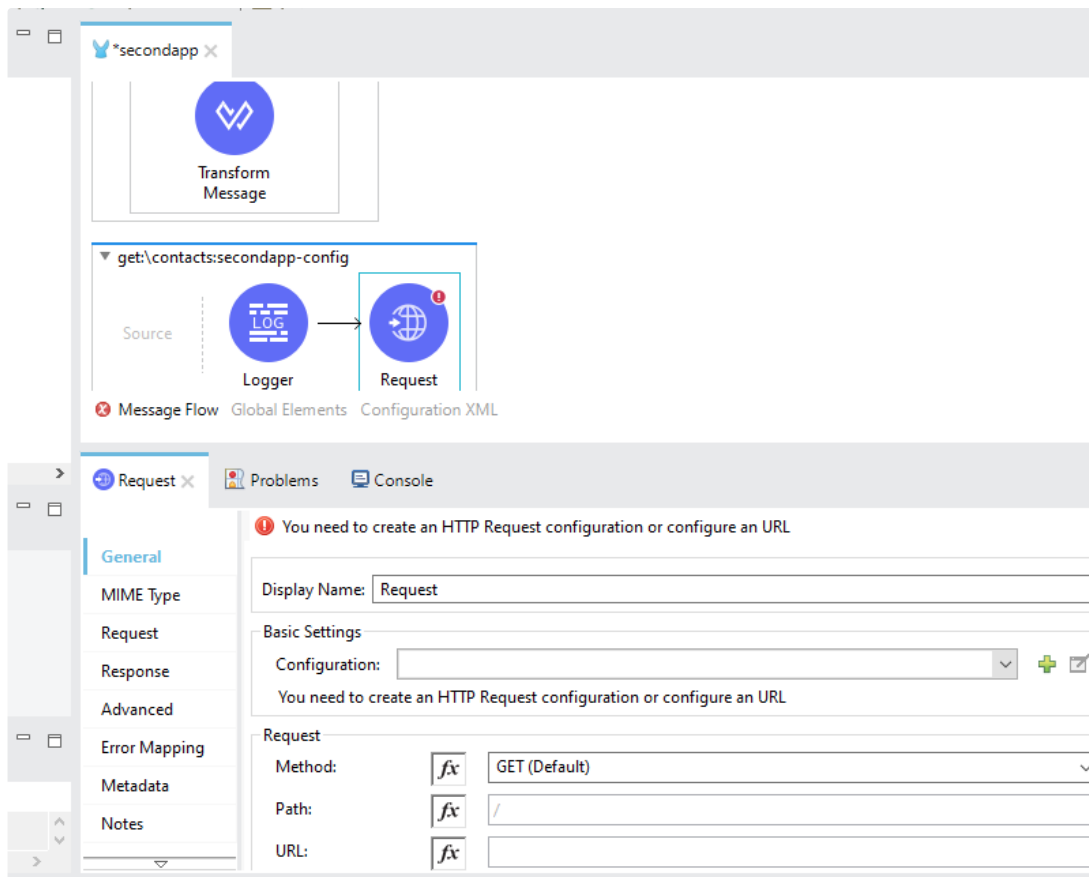 *secondapp
Transform
Message
get:\contacts:secondapp-config
Source
LOG
Logger
Request
Message Flow Global Elements Configuration XML
Request Problems Console
You need to create an HTTP Request configuration or configure an URL
General
MIME Type
Request
Response
Advanced
Error Mapping
Metadata
Notes
Display Name: Request
Basic Settings
Configuration:
You need to create an HTTP Request configuration or configure an URL
Request
Method: fx GET (Default)
Path: fx /
URL: fx